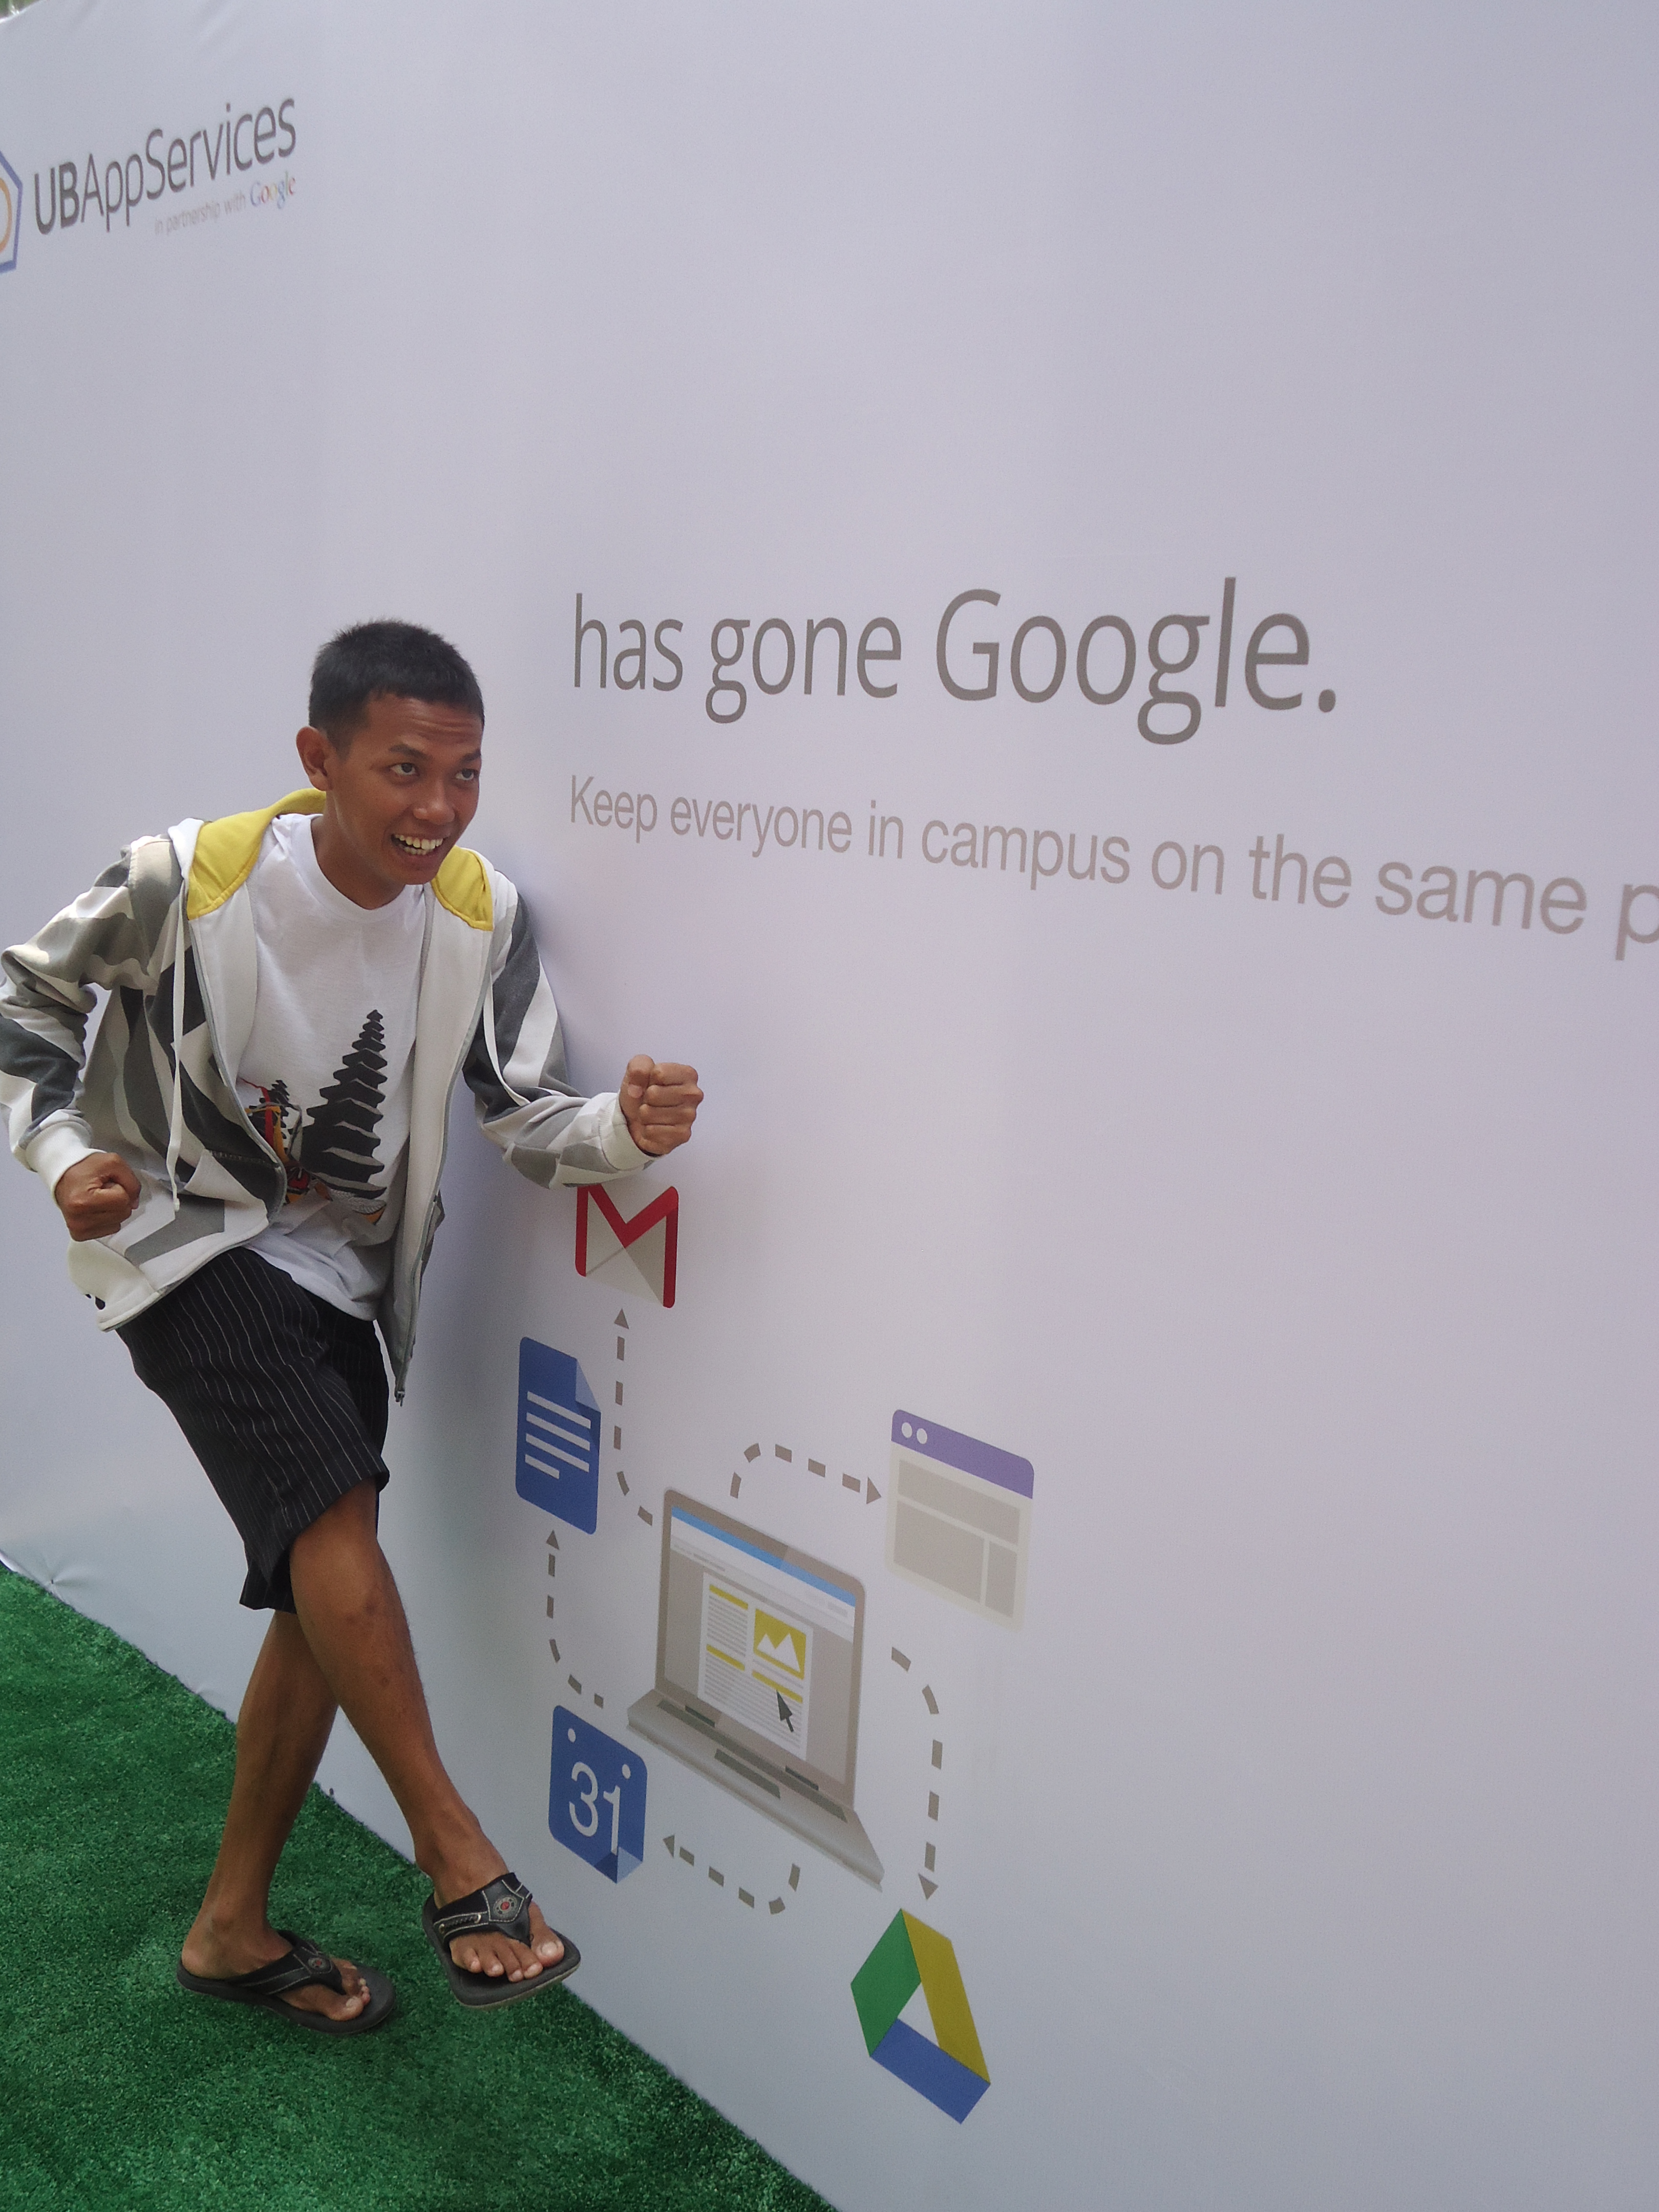 UBAppServices
in partnership with Google
has gone Google.
Keep everyone in campus on the same
31